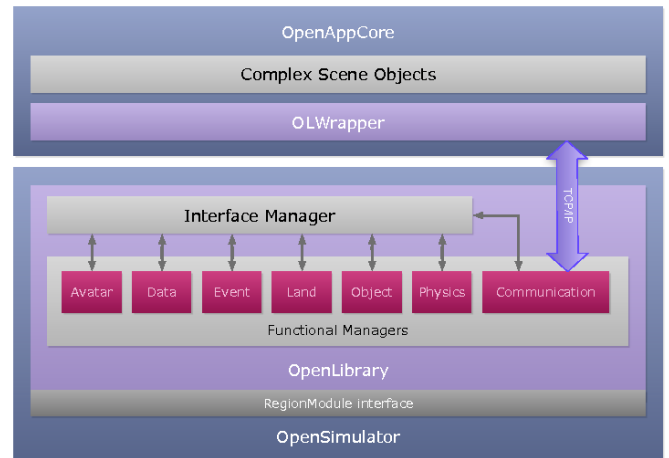 OpenAppCore
Complex Scene Objects
OLWrapper
TCP/IP
Interface Manager
Avatar
Data
Event
Land
Object
Physics
Communication
Functional Managers
OpenLibrary
RegionModule interface
OpenSimulator